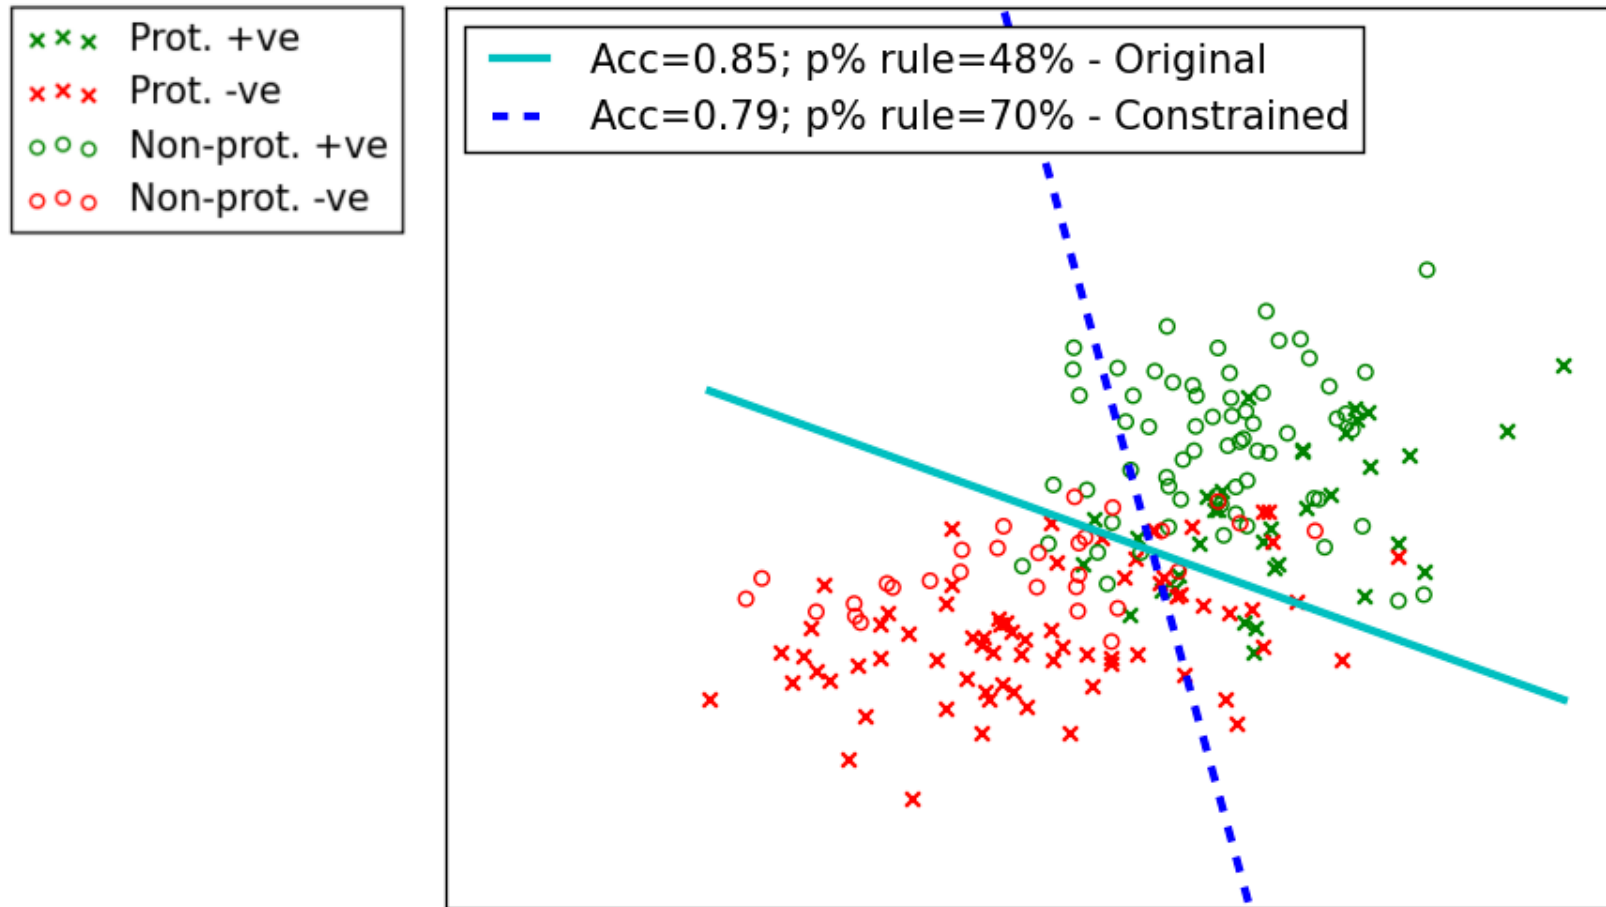 Prot. +ve
Prot. -ve
Non-prot. +ve
Non-prot. -ve
Acc=0.85; p% rule=48% - Original
Acc=0.79; p% rule=70% - Constrained